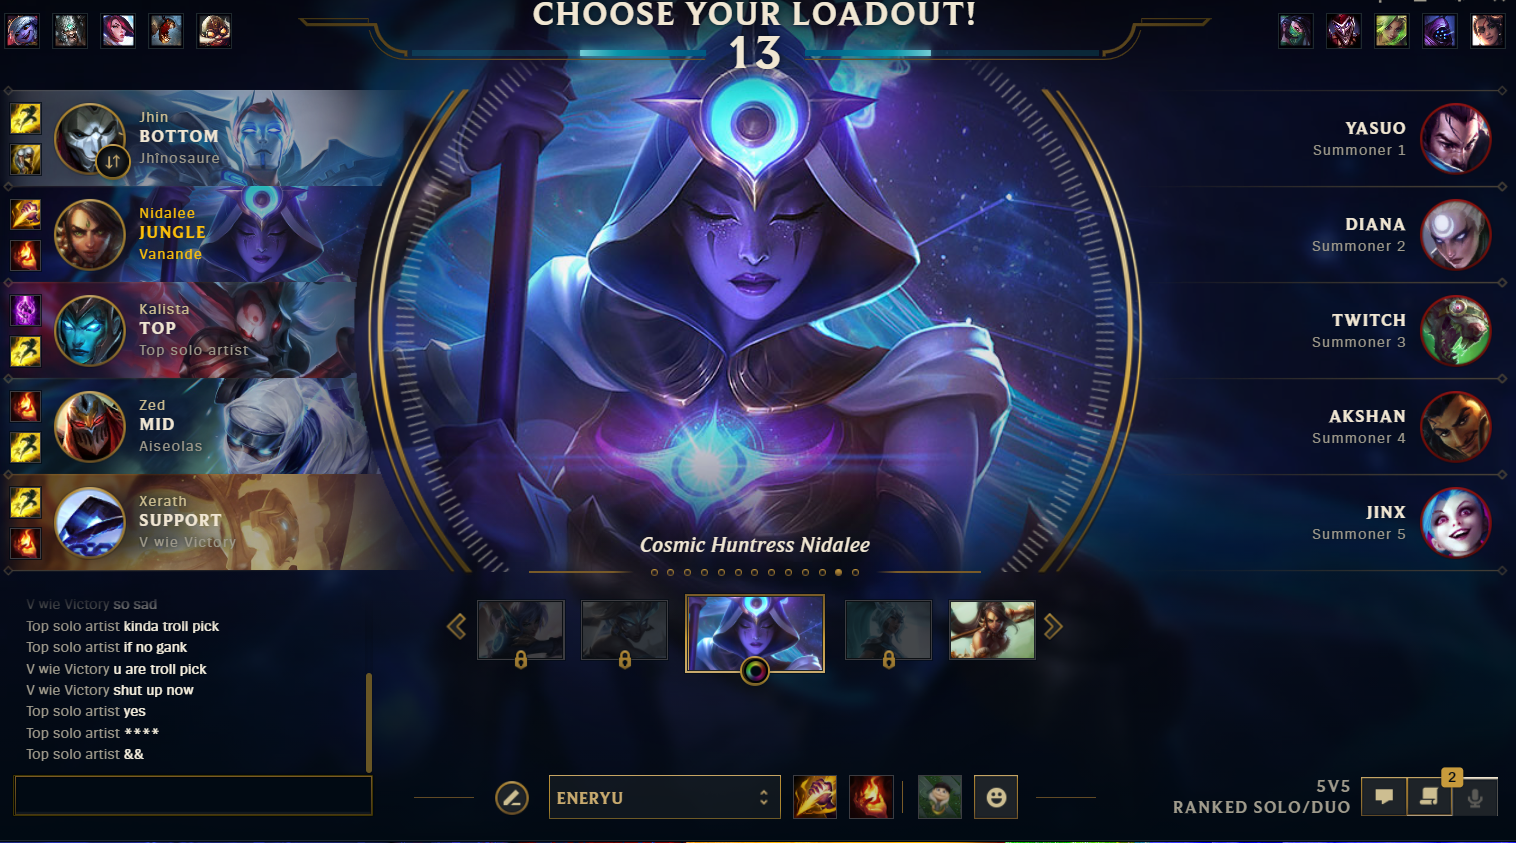 CHOOSE YOUR LOADOUT!
13
Jhin
BOTTOM
Jhînosaure
Nidalee
JUNGLE
Vanande
Kalista
TOP
Top solo artist
Zed
MID
Aiseolas
Xerath
SUPPORT
V wie Victory
YASUO
Summoner 1
DIANA
Summoner 2
TWITCH
Summoner 3
AKSHAN
Summoner 4
JINX
Summoner 5
Cosmic Huntress Nidalee
V wie Victory so sad
Top solo artist kinda troll pick
Top solo artist if no gank
V wie Victory u are troll pick
V wie Victory shut up now
Top solo artist yes
Top solo artist ****
Top solo artist &&
ENERYU
5V5
RANKED SOLO/DUO
2